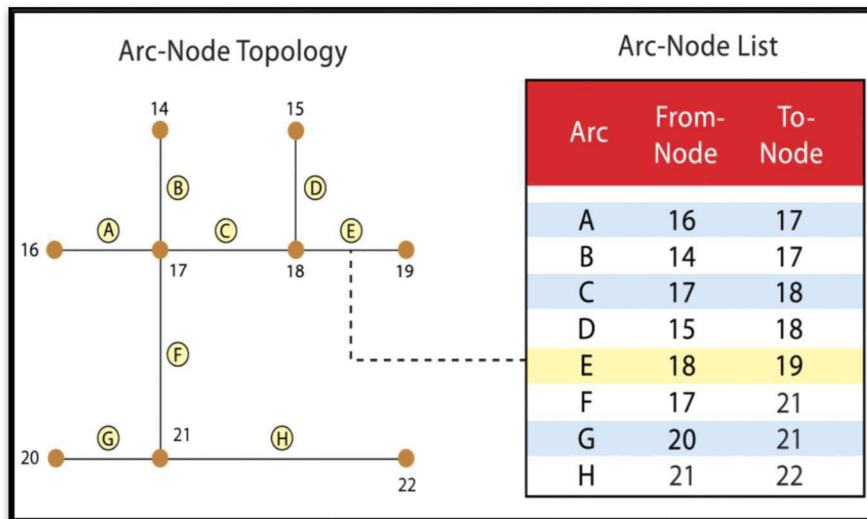 Arc-Node Topology
14
15
B
D
A
C
E
16
17
18
19
F
G
21
H
20
22
Arc-Node List
Arc From-Node To-Node
A 16 17
B 14 17
C 17 18
D 15 18
E 18 19
F 17 21
G 20 21
H 21 22